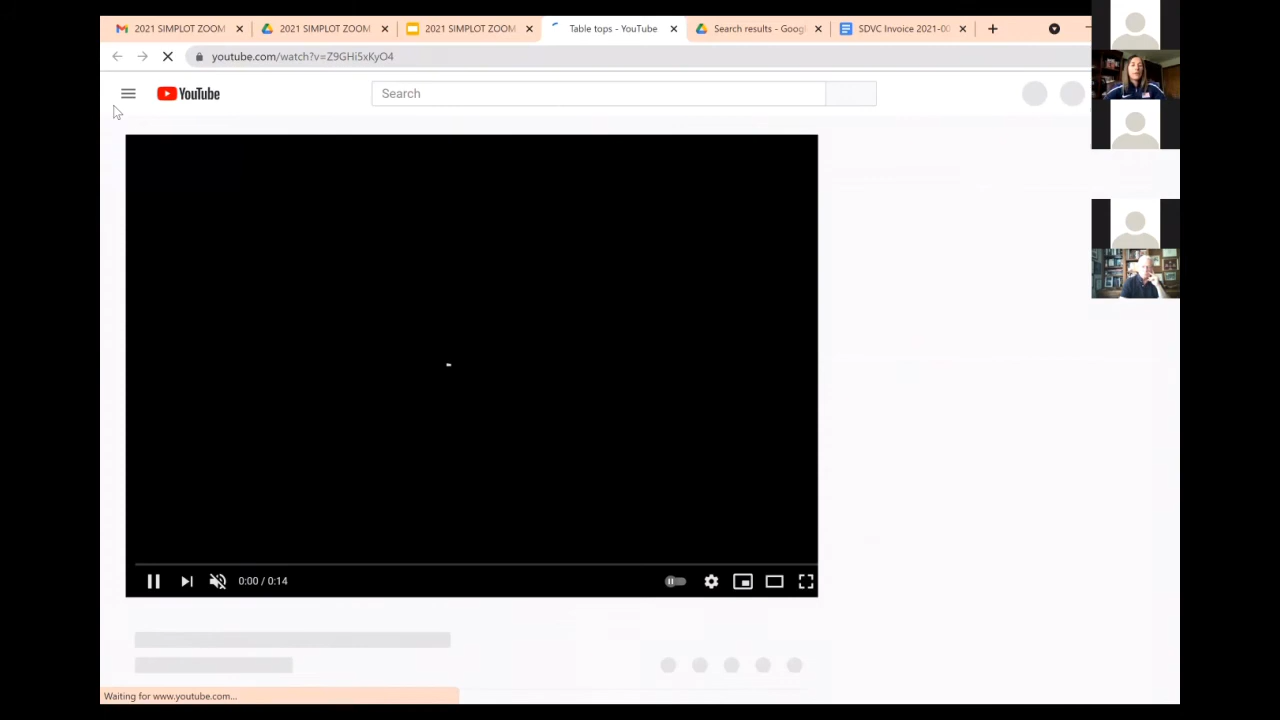 2021 SIMPLOT ZOOM
2021 SIMPLOT ZOOM
2021 SIMPLOT ZOOM
Table tops - YouTube
Search results - Googl
SDVC Invoice 2021-00
youtube.com/watch?v=Z9GHi5xKyO4
YouTube
Search
0:00 / 0:14
Waiting for www.youtube.com...